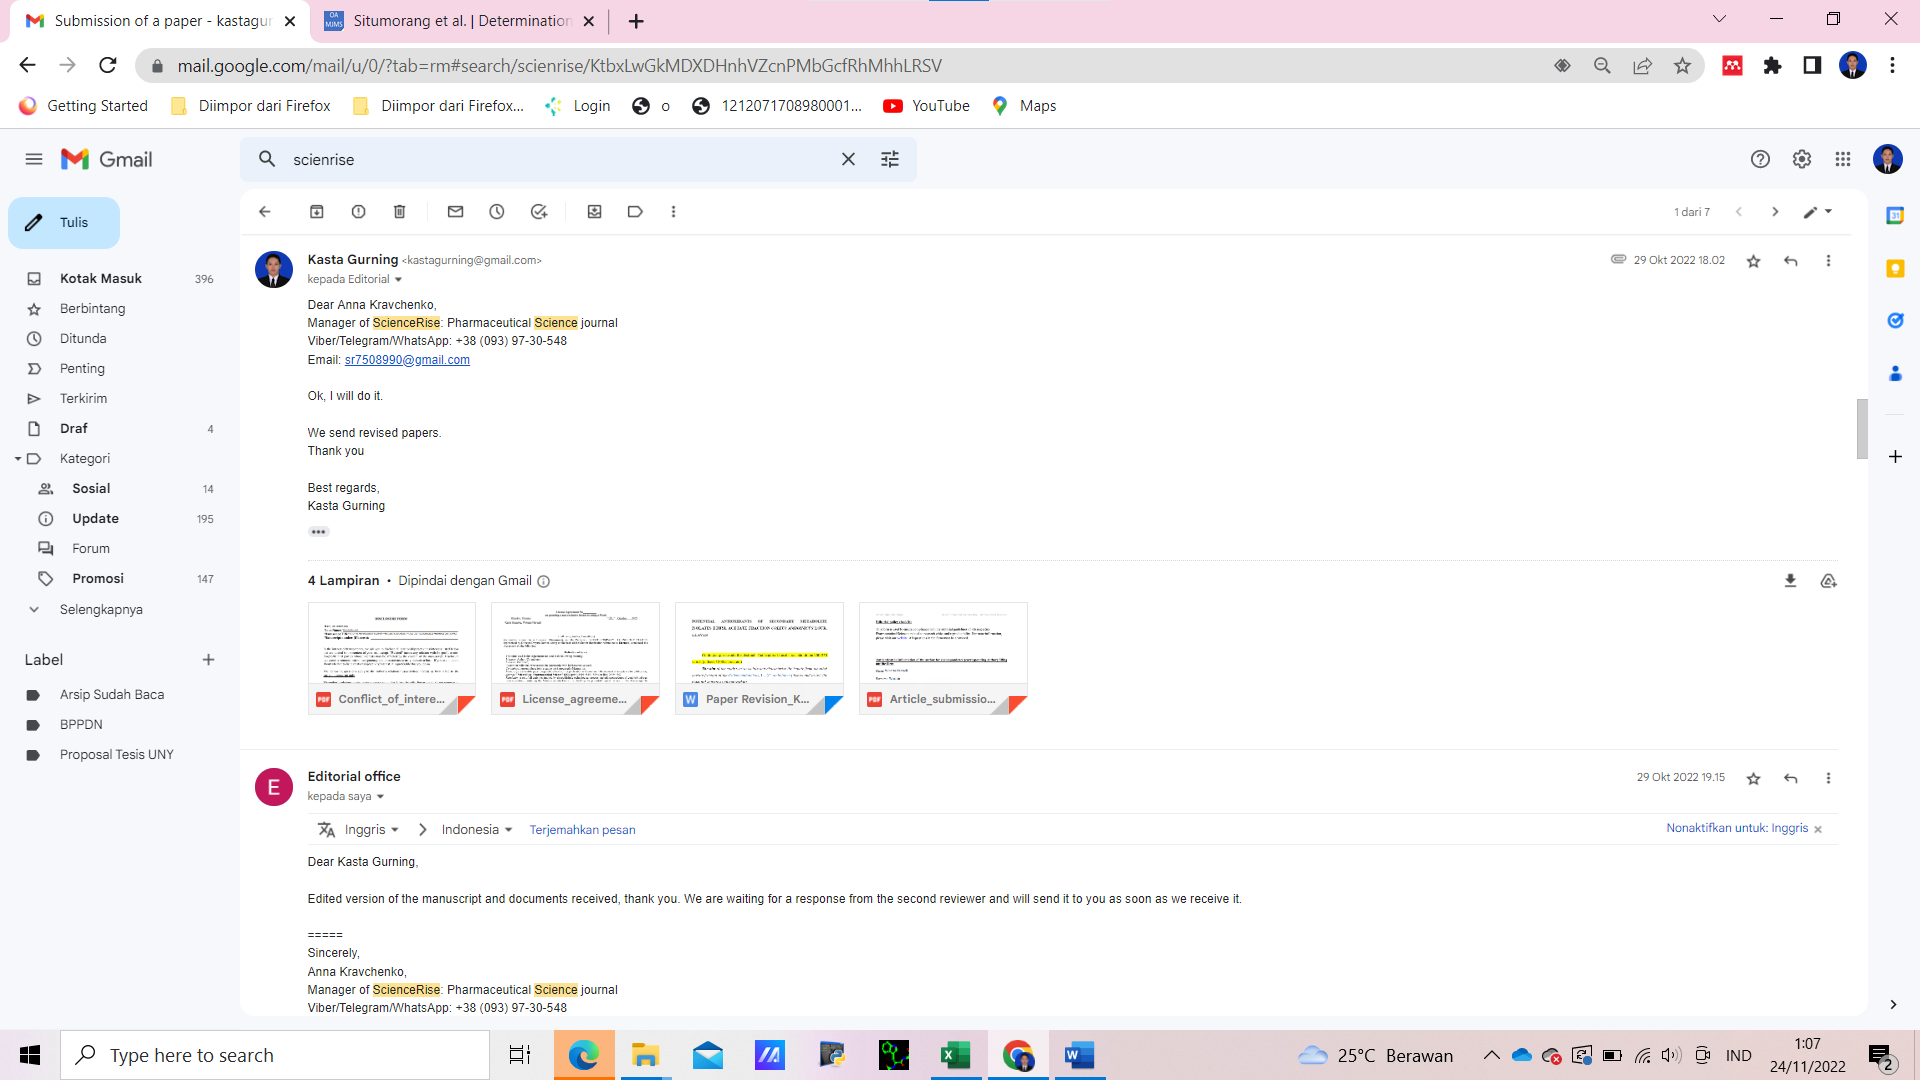 Submission of a paper - kastagur
Situmorang et al. | Determination
mail.google.com/mail/u/0/?tab=rm#search/scienrise/KtbxLwGkMDXDHnhVZcnPMbGcfRhMhhLRSV
Getting Started
Diimpor dari Firefox
Diimpor dari Firefox...
Login
o
1212071708980001...
YouTube
Maps
Gmail
scienrise
Tulis
1 dari 7
Kotak Masuk 396
Berbintang
Ditunda
Penting
Terkirim
Draf 4
Kategori
Sosial 14
Update 195
Forum
Promosi 147
Selengkapnya
Label
Arsip Sudah Baca
BPPDN
Proposal Tesis UNY
Kasta Gurning <kastagurning@gmail.com>
29 Okt 2022 18.02
kepada Editorial
Dear Anna Kravchenko,
Manager of ScienceRise: Pharmaceutical Science journal
Viber/Telegram/WhatsApp: +38 (093) 97-30-548
Email: sr7508990@gmail.com
Ok, I will do it.
We send revised papers.
Thank you
Best regards,
Kasta Gurning
4 Lampiran • Dipindai dengan Gmail
PDF Conflict_of_intere...
PDF License_agreeme...
W Paper Revision_K...
PDF Article_submissio...
E
Editorial office
29 Okt 2022 19.15
kepada saya
Inggris
Indonesia
Terjemahkan pesan
Nonaktifkan untuk: Inggris
Dear Kasta Gurning,
Edited version of the manuscript and documents received, thank you. We are waiting for a response from the second reviewer and will send it to you as soon as we receive it.
=====
Sincerely,
Anna Kravchenko,
Manager of ScienceRise: Pharmaceutical Science journal
Viber/Telegram/WhatsApp: +38 (093) 97-30-548
Type here to search
25°C Berawan
IND
1:07
24/11/2022
2